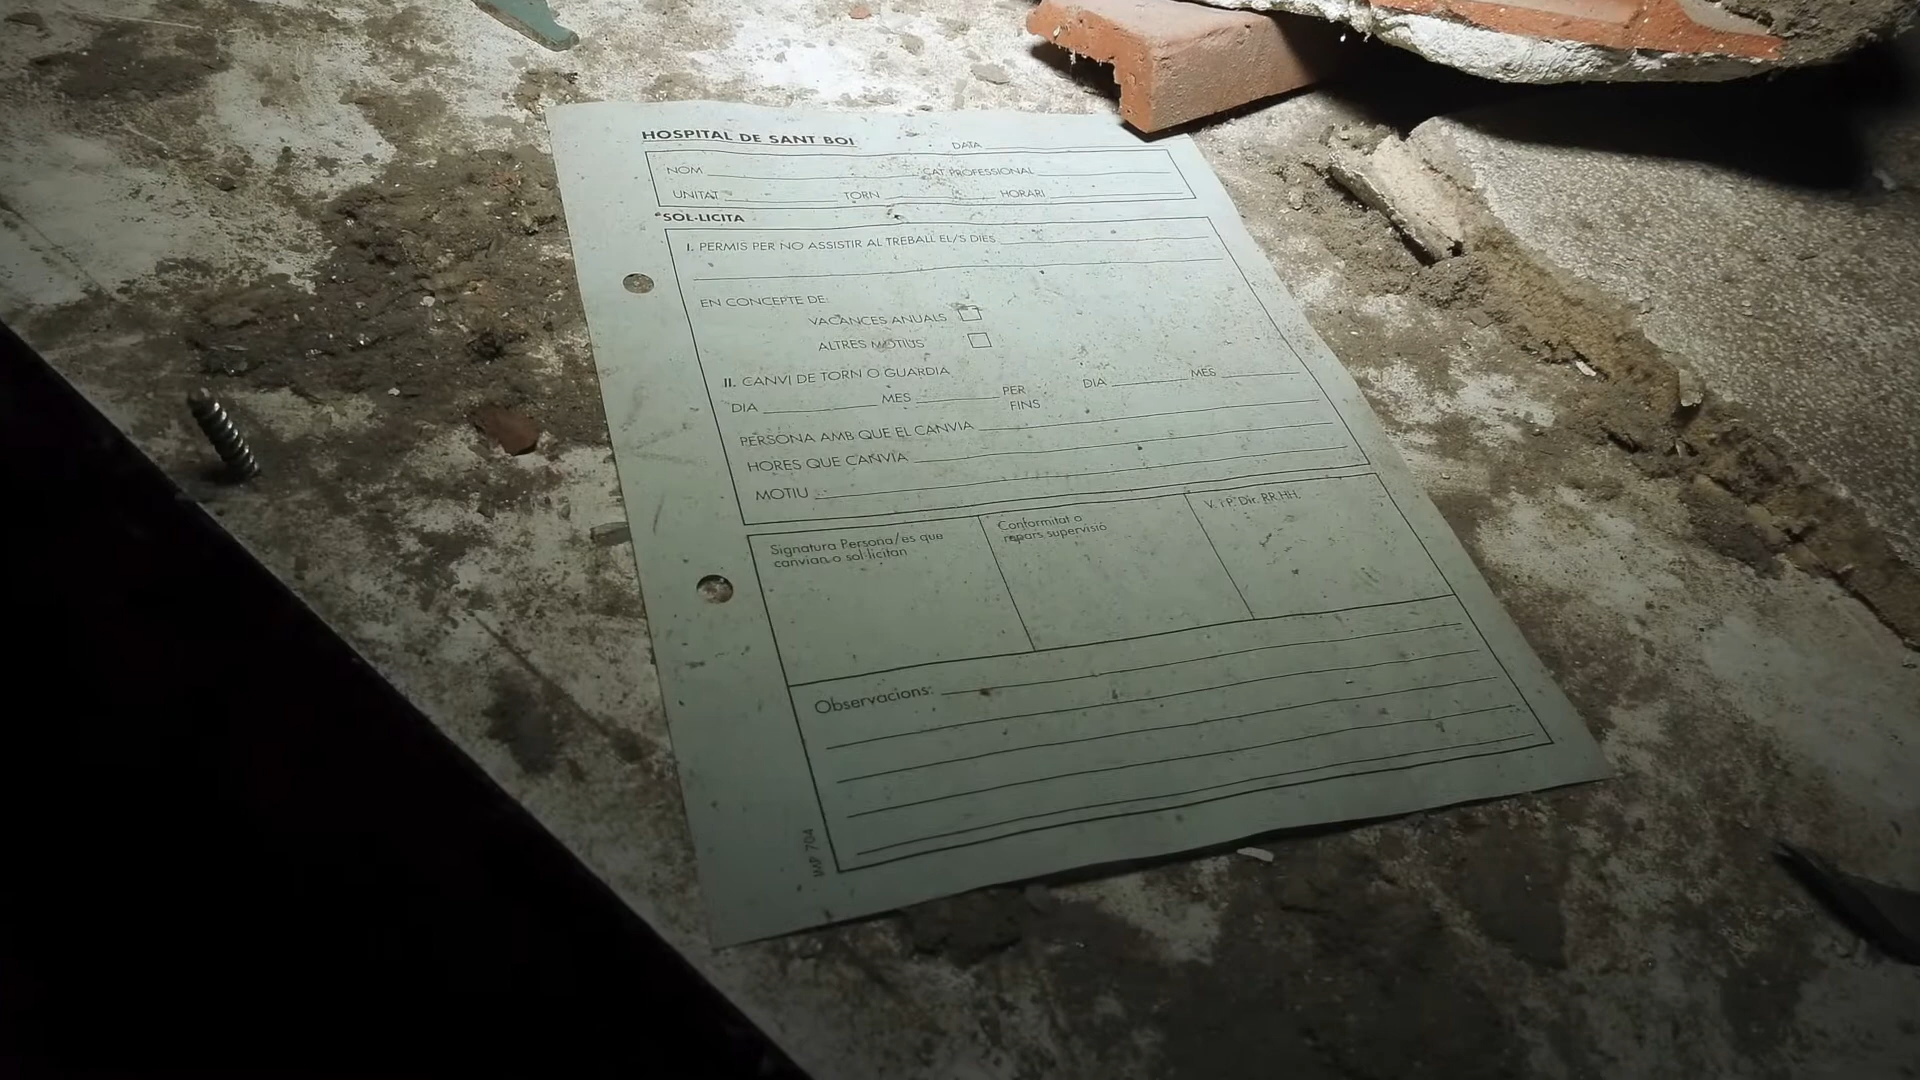 HOSPITAL DE SANT BOI
DATA
NOM CAT PROFESSIONAL
UNITAT TORN HORARI
SOL·LICITA
I. PERMIS PER NO ASSISTIR AL TREBALL EL/S DIES
EN CONCEPTE DE:
VACANCES ANUALS
ALTRES MOTIUS
II. CANVI DE TORN O GUARDIA
DIA MES PER DIA MES
FINS
PERSONA AMB QUE EL CANVIA
HORES QUE CANVIA
MOTIU
Signatura Persona/es que
canvian o sol·licitan
Conformitat o
repars supervisió
V. i P. Dir. RR.HH.
Observacions:
IMP 704